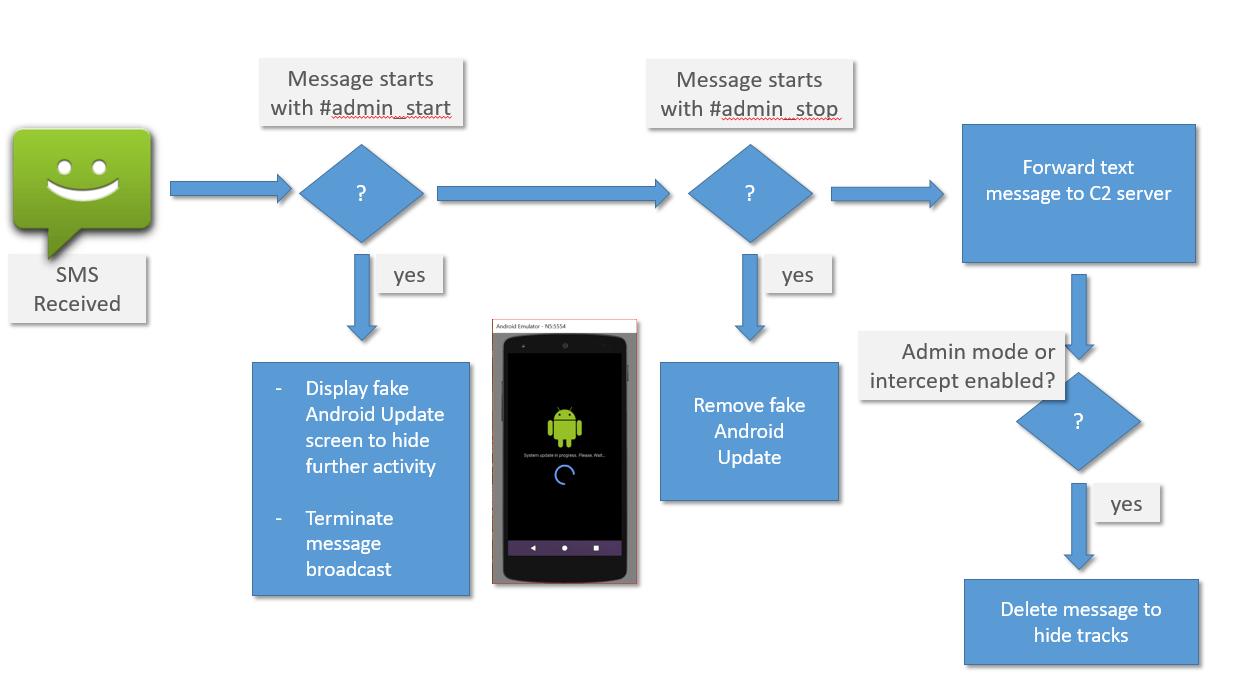 Message starts
with #admin_start
Message starts
with #admin_stop
?
?
Forward text
message to C2 server
SMS
Received
yes
yes
Android Emulator - N5:5554
Admin mode or
intercept enabled?
?
- Display fake
Android Update
screen to hide
further activity
- Terminate
message
broadcast
System update in progress. Please, Wait...
Remove fake
Android
Update
yes
Delete message to
hide tracks